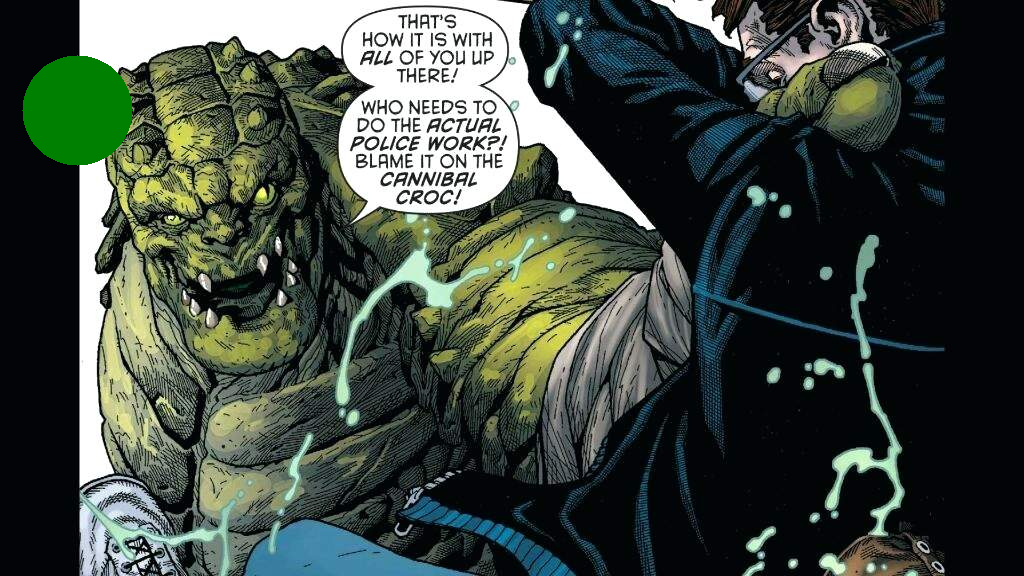 THAT'S
HOW IT IS WITH
ALL OF YOU UP
THERE!
WHO NEEDS TO
DO THE ACTUAL
POLICE WORK?!
BLAME IT ON THE
CANNIBAL
CROC!